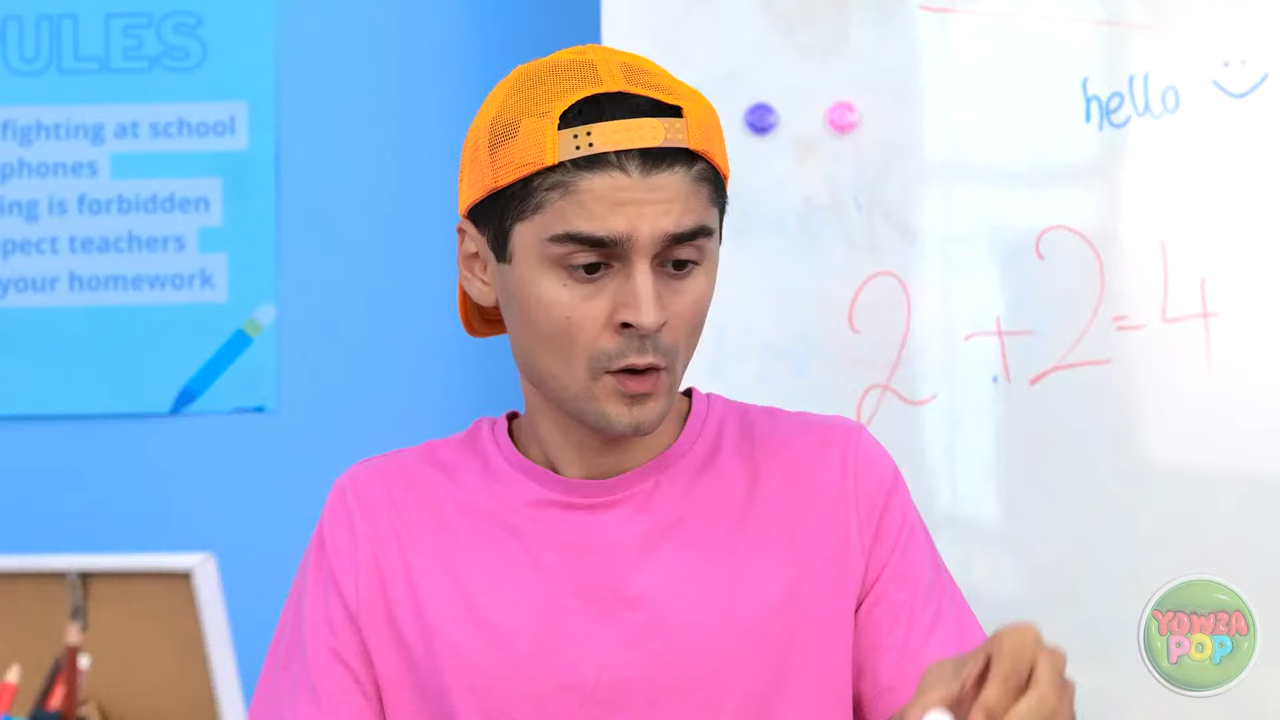 ULES
fighting at school
phones
ing is forbidden
pect teachers
your homework
hello
2 + 2 = 4
YOWZA
POP